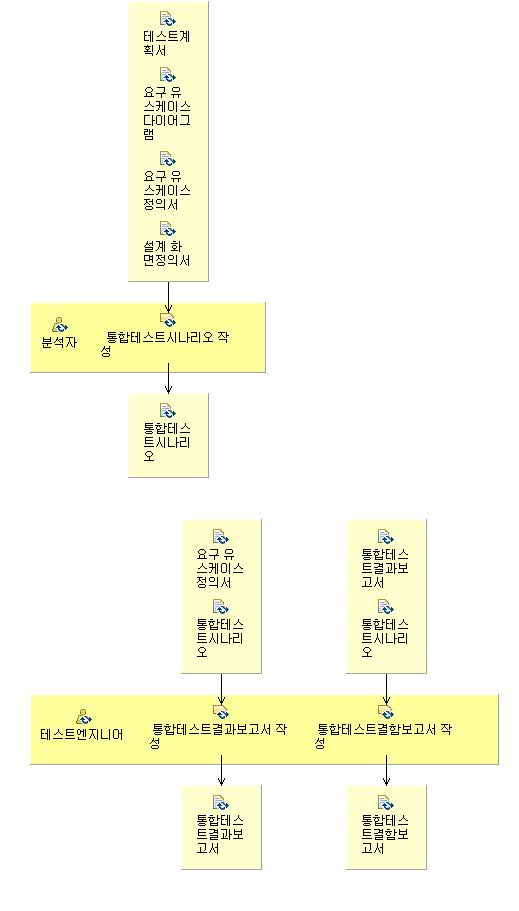 테스트계
획서
요구 유
스케이스
다이어그
램
요구 유
스케이스
정의서
설계 화
면정의서
분석자
통합테스트시나리오 작
성
통합테스
트시나리
오
요구 유
스케이스
정의서
통합테스
트시나리
오
통합테스
트결과보
고서
통합테스
트시나리
오
테스트엔지니어
통합테스트결과보고서 작
성
통합테스트결함보고서 작
성
통합테스
트결과보
고서
통합테스
트결함보
고서